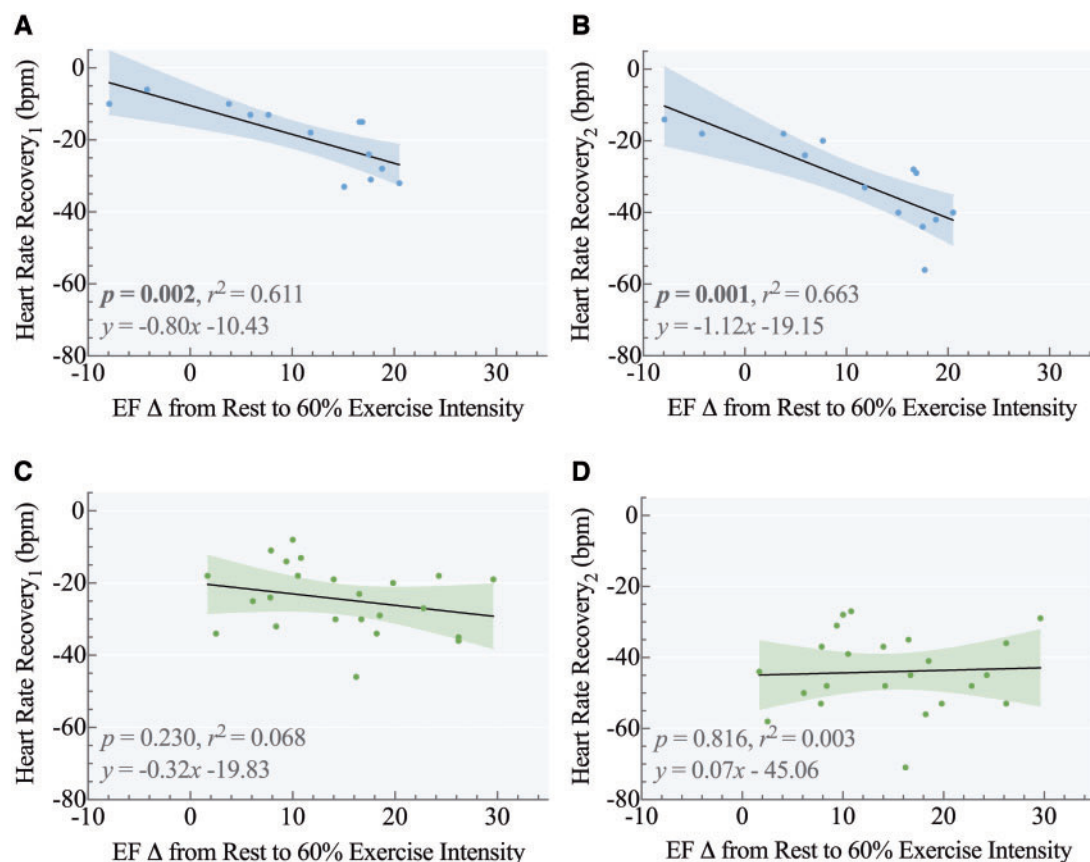 A
Heart Rate Recovery₁ (bpm)
0
-20
-40
-60
-80
p = 0.002, r² = 0.611
y = -0.80x -10.43
-10 0 10 20 30
EF Δ from Rest to 60% Exercise Intensity
B
Heart Rate Recovery₂ (bpm)
0
-20
-40
-60
-80
p = 0.001, r² = 0.663
y = -1.12x -19.15
-10 0 10 20 30
EF Δ from Rest to 60% Exercise Intensity
C
Heart Rate Recovery₁ (bpm)
0
-20
-40
-60
-80
p = 0.230, r² = 0.068
y = -0.32x -19.83
-10 0 10 20 30
EF Δ from Rest to 60% Exercise Intensity
D
Heart Rate Recovery₂ (bpm)
0
-20
-40
-60
-80
p = 0.816, r² = 0.003
y = 0.07x - 45.06
-10 0 10 20 30
EF Δ from Rest to 60% Exercise Intensity